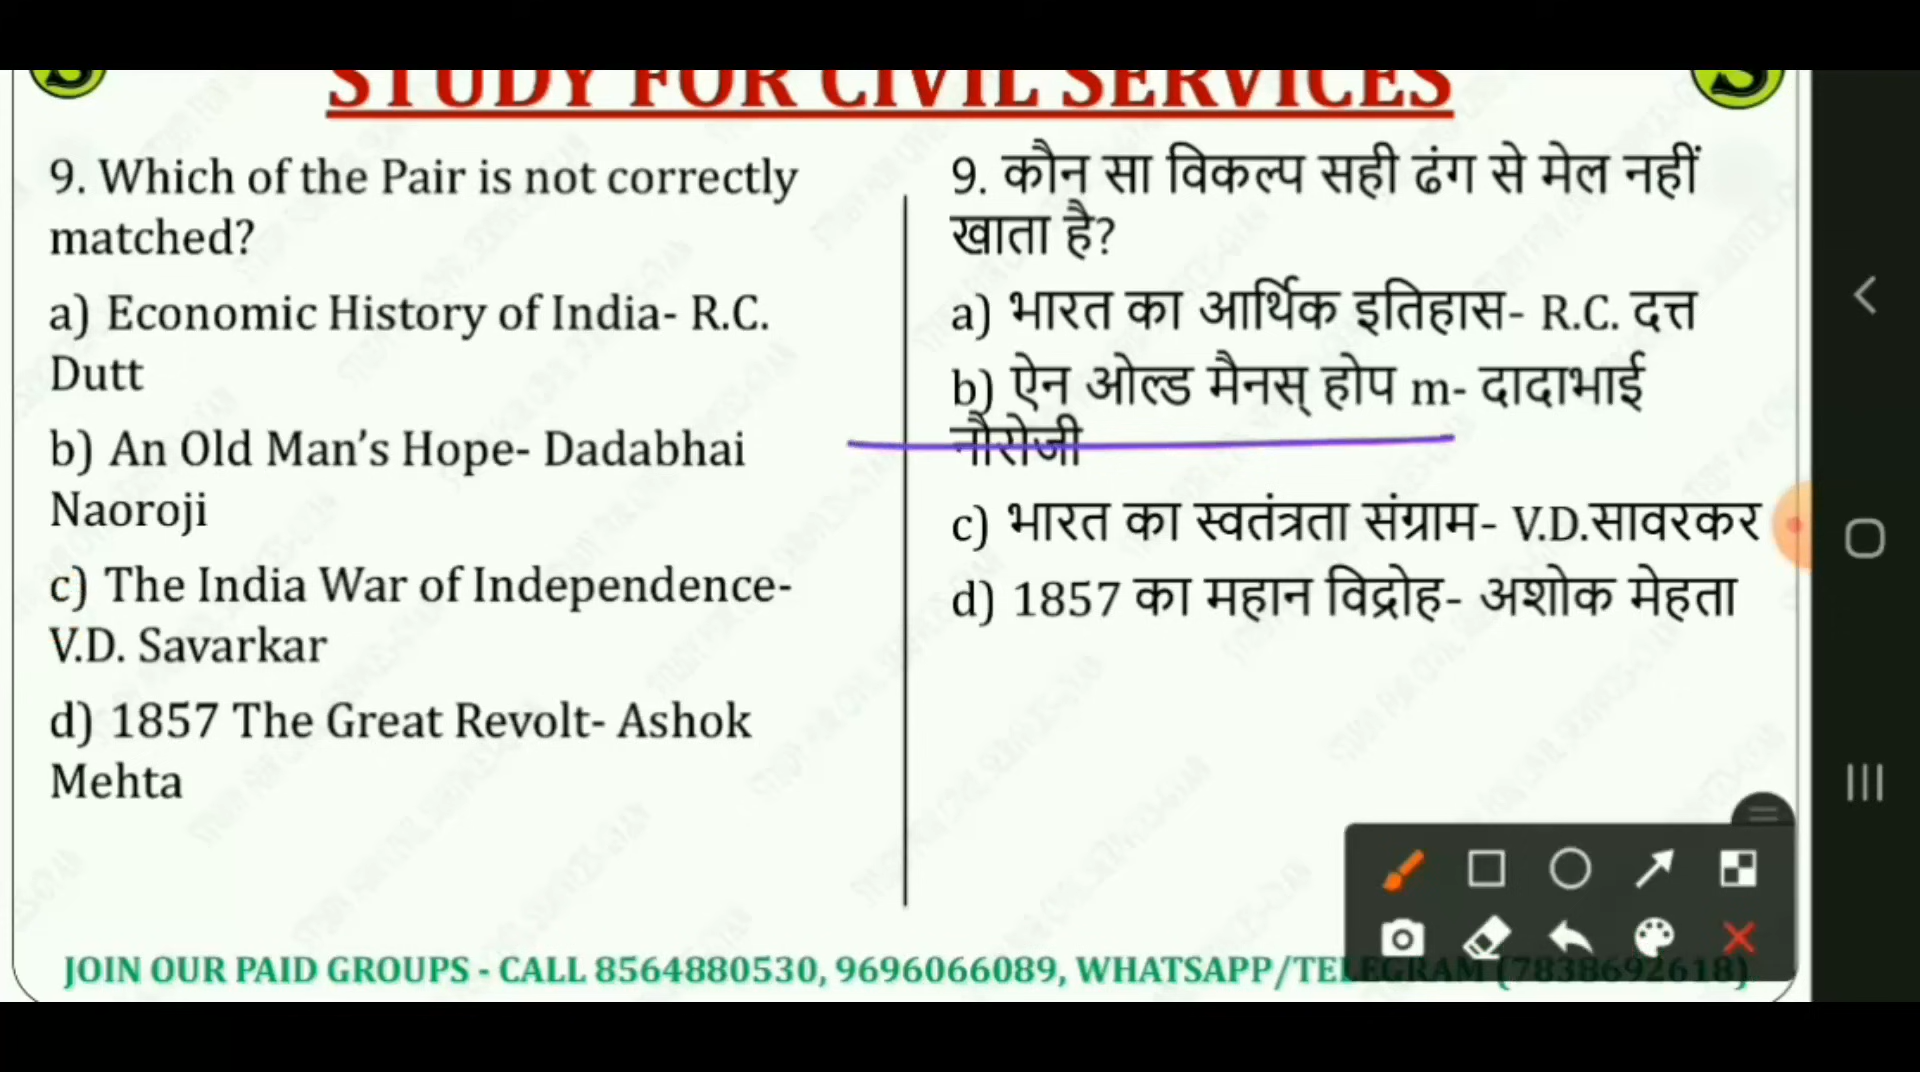 STUDY FOR CIVIL SERVICES
9. Which of the Pair is not correctly
matched?
a) Economic History of India- R.C.
Dutt
b) An Old Man’s Hope- Dadabhai
Naoroji
c) The India War of Independence-
V.D. Savarkar
d) 1857 The Great Revolt- Ashok
Mehta
9. कौन सा विकल्प सही ढंग से मेल नहीं
खाता है?
a) भारत का आर्थिक इतिहास- R.C. दत्त
b) ऐन ओल्ड मैनस् होप m- दादाभाई
नौरोजी
c) भारत का स्वतंत्रता संग्राम- V.D.सावरकर
d) 1857 का महान विद्रोह- अशोक मेहता
JOIN OUR PAID GROUPS - CALL 8564880530, 9696066089, WHATSAPP/TELEGRAM (7838692618)